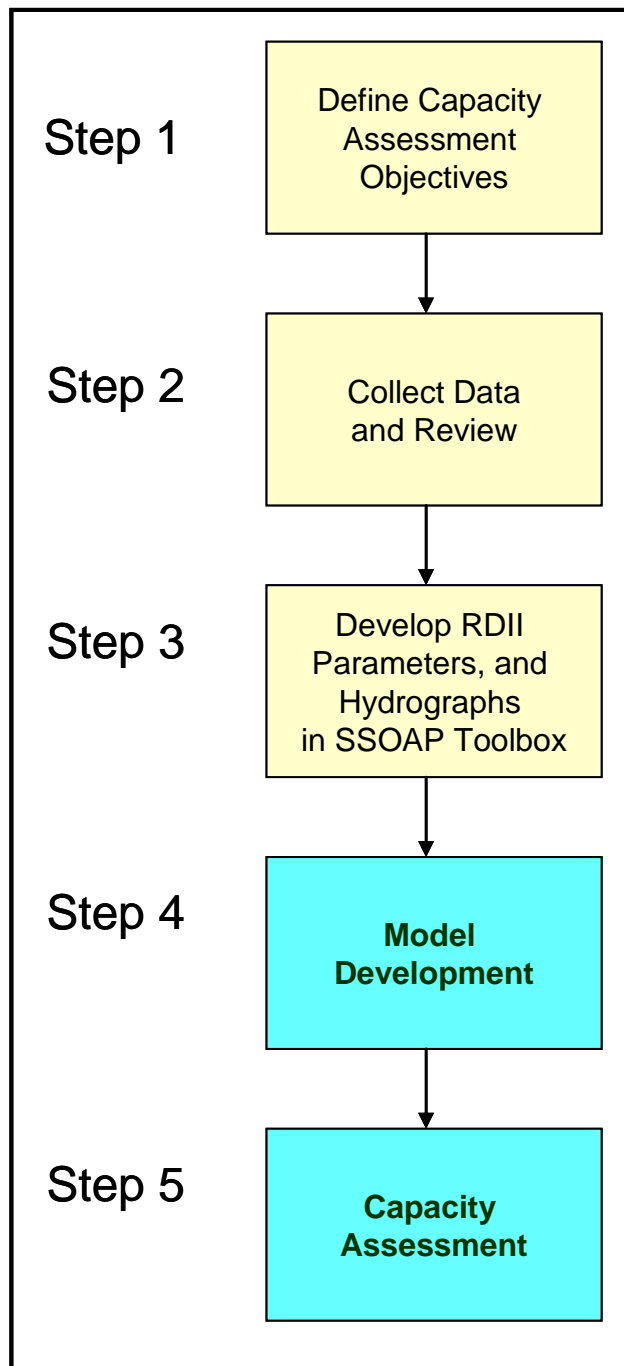 Step 1
Define Capacity
Assessment
Objectives
Step 2
Collect Data
and Review
Step 3
Develop RDII
Parameters, and
Hydrographs
in SSOAP Toolbox
Step 4
Model
Development
Step 5
Capacity
Assessment